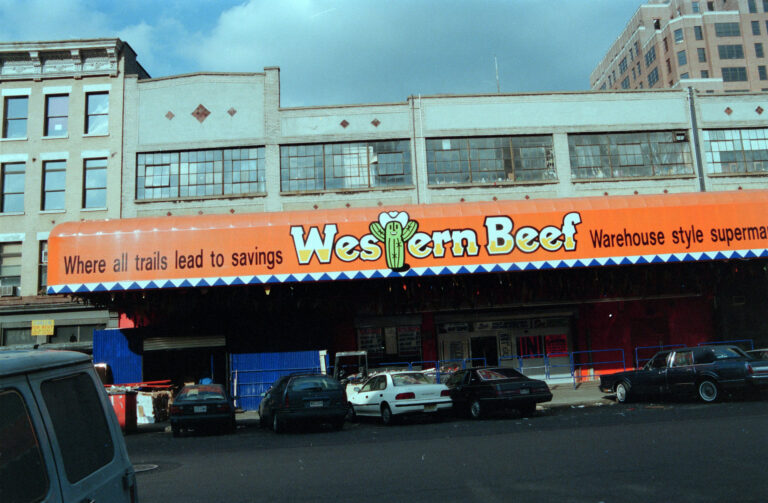 Where all trails lead to savings
Western Beef
Warehouse style superma